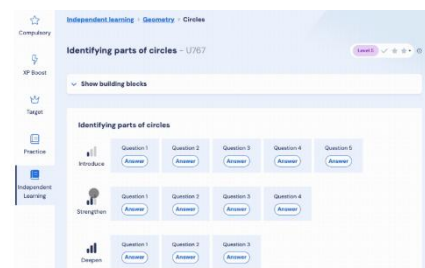 Compulsory
XP Boost
Target
Practice
Independent
Learning
Independent learning › Geometry › Circles
Identifying parts of circles – U767
Level 5
Show building blocks
Identifying parts of circles
Introduce
Question 1
Answer
Question 2
Answer
Question 3
Answer
Question 4
Answer
Question 5
Answer
Strengthen
Question 1
Answer
Question 2
Answer
Question 3
Answer
Question 4
Answer
Deepen
Question 1
Answer
Question 2
Answer
Question 3
Answer